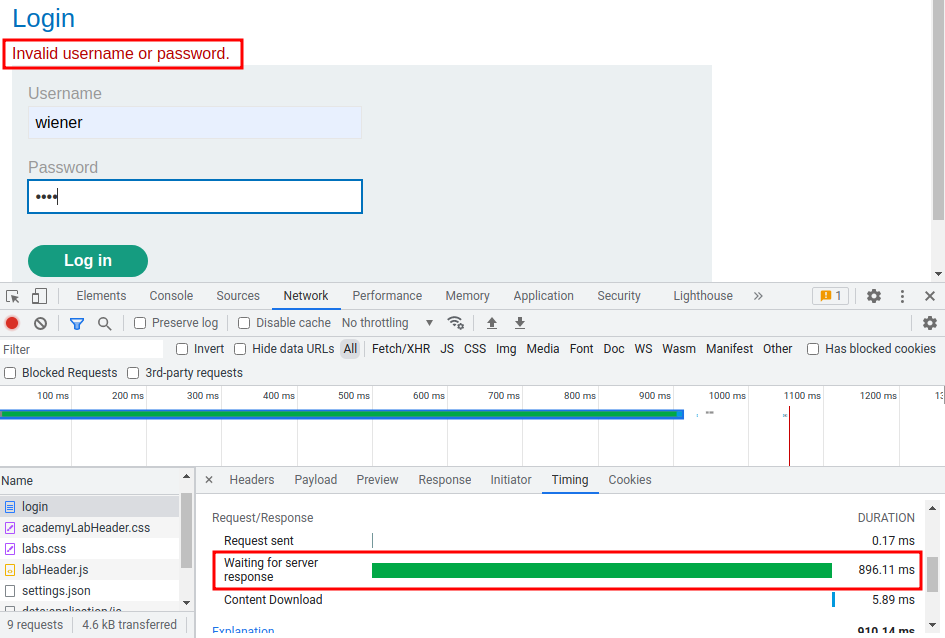 Login
Invalid username or password.
Username
wiener
Password
••••
Log in
Elements Console Sources Network Performance Memory Application Security Lighthouse » 1
Preserve log Disable cache No throttling
Filter Invert Hide data URLs All Fetch/XHR JS CSS Img Media Font Doc WS Wasm Manifest Other Has blocked cookies
Blocked Requests 3rd-party requests
100 ms 200 ms 300 ms 400 ms 500 ms 600 ms 700 ms 800 ms 900 ms 1000 ms 1100 ms 1200 ms
Name
login
academyLabHeader.css
labs.css
labHeader.js
settings.json
9 requests 4.6 kB transferred
Headers Payload Preview Response Initiator Timing Cookies
Request/Response DURATION
Request sent 0.17 ms
Waiting for server
response 896.11 ms
Content Download 5.89 ms
Explanation 910.14 ms